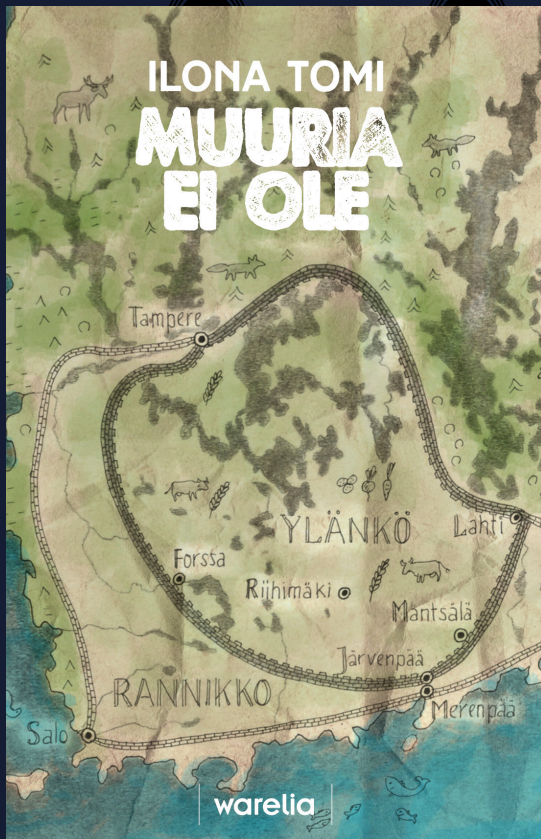 ILONA TOMI
MUURIA
EI OLE
Tampere
YLÄNKÖ
Lahti
Forssa
Riihimäki
Mäntsälä
Järvenpää
RANNIKKO
Merenpää
Salo
warelia